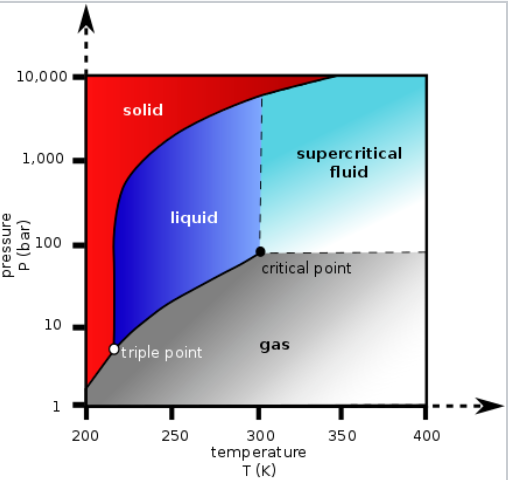 10,000
solid
supercritical
fluid
1,000
liquid
pressure
P (bar)
100
critical point
10
triple point
gas
1
200
250
300
350
400
temperature
T (K)